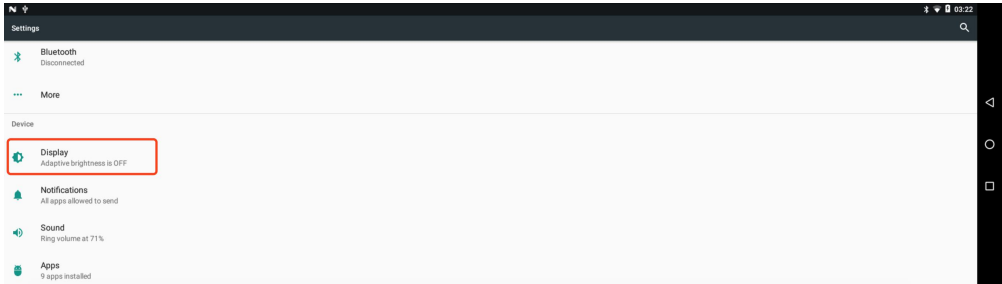 03:22
Settings
Bluetooth
Disconnected
More
Device
Display
Adaptive brightness is OFF
Notifications
All apps allowed to send
Sound
Ring volume at 71%
Apps
9 apps installed